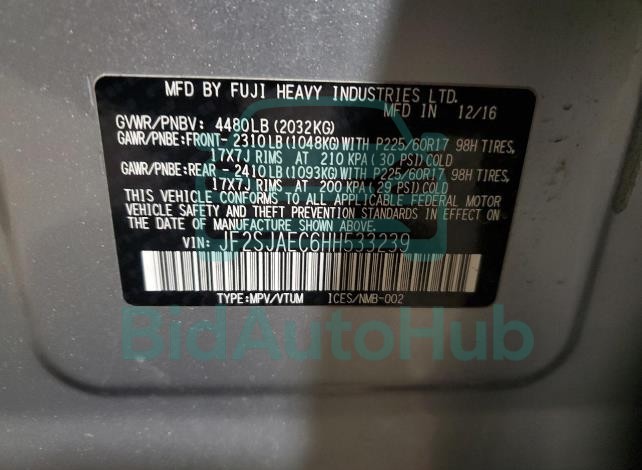 MFD BY FUJI HEAVY INDUSTRIES LTD.
MFD IN 12/16
GVWR/PNBV: 4480LB(2032KG)
GAWR/PNBE:FRONT- 2310LB(1048KG)WITH P225/60R17 98H TIRES,
17X7J RIMS AT 210 KPA(30 PSI)COLD
GAWR/PNBE:REAR - 2410LB(1093KG)WITH P225/60R17 98H TIRES,
17X7J RIMS AT 200 KPA(29 PSI)COLD
THIS VEHICLE CONFORMS TO ALL APPLICABLE FEDERAL MOTOR
VEHICLE SAFETY AND THEFT PREVENTION STANDARDS IN EFFECT ON
THE DATE OF MANUFACTURE SHOWN ABOVE.
VIN: JF2SJAEC6HH533239
TYPE:MPV/VTUM ICES/NMB-002
BidAutoHub